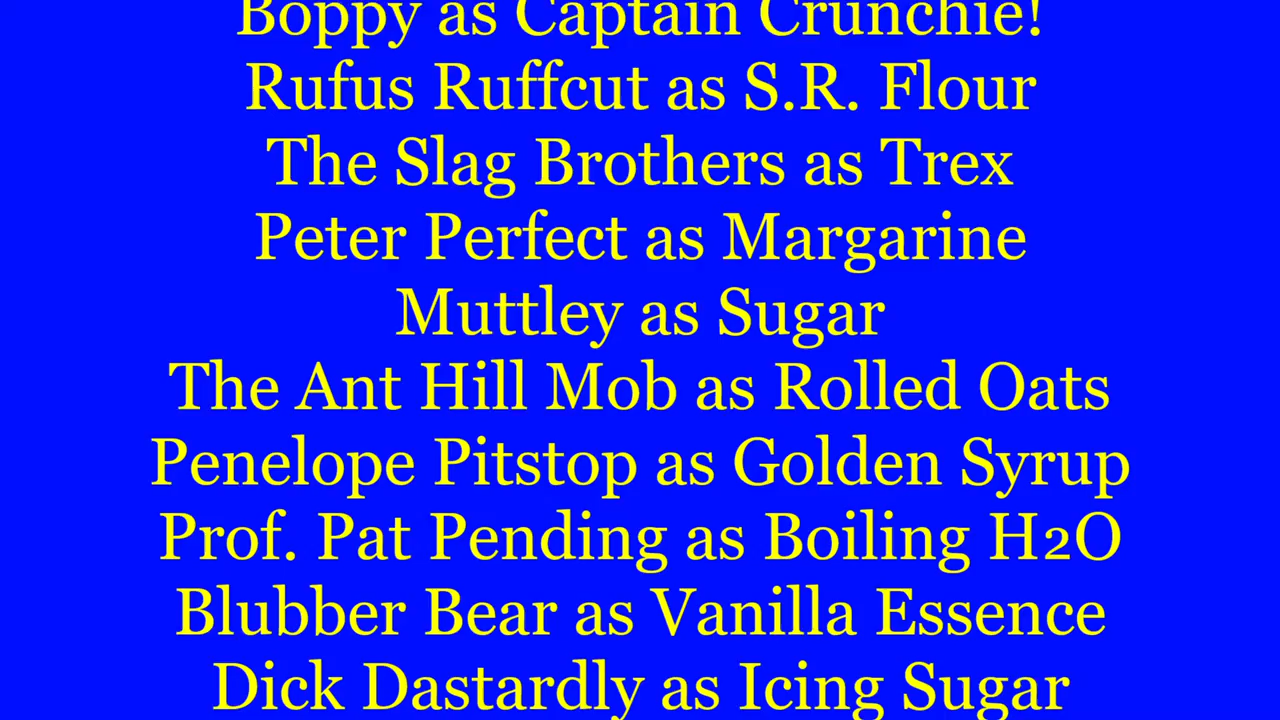 Boppy as Captain Crunchie!
Rufus Ruffcut as S.R. Flour
The Slag Brothers as Trex
Peter Perfect as Margarine
Muttley as Sugar
The Ant Hill Mob as Rolled Oats
Penelope Pitstop as Golden Syrup
Prof. Pat Pending as Boiling H2O
Blubber Bear as Vanilla Essence
Dick Dastardly as Icing Sugar